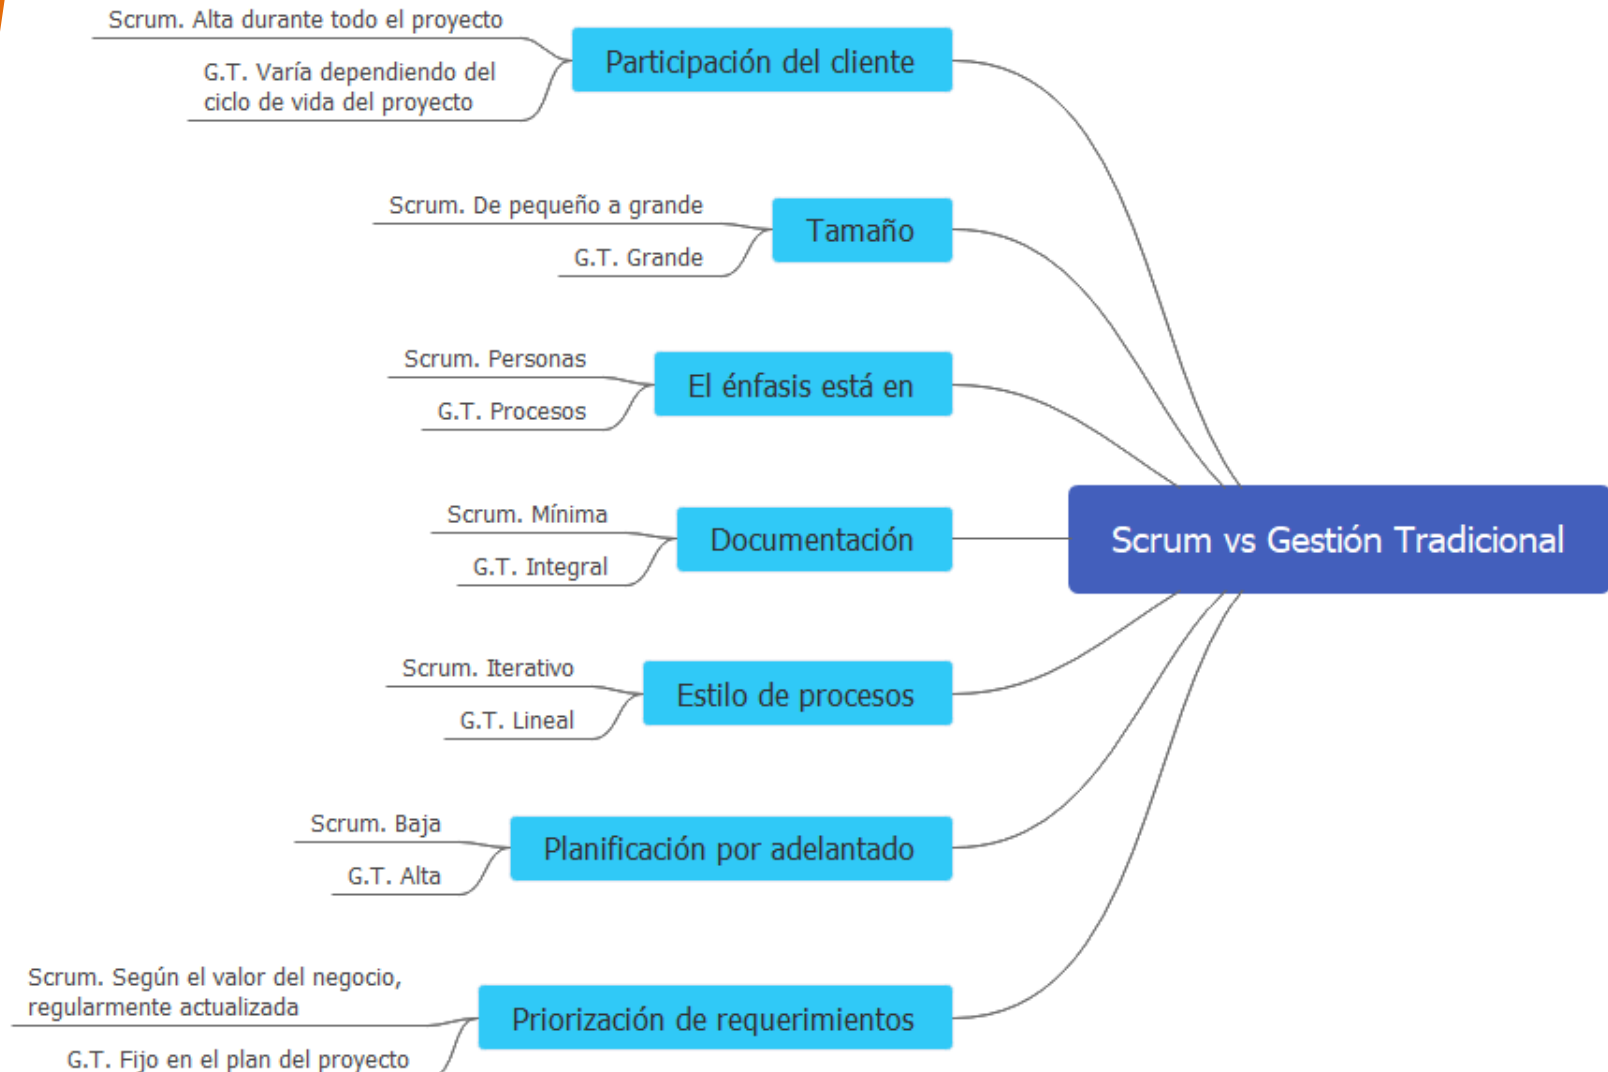 Scrum. Alta durante todo el proyecto
G.T. Varía dependiendo del
ciclo de vida del proyecto
Participación del cliente
Scrum. De pequeño a grande
G.T. Grande
Tamaño
Scrum. Personas
G.T. Procesos
El énfasis está en
Scrum. Mínima
G.T. Integral
Documentación
Scrum vs Gestión Tradicional
Scrum. Iterativo
G.T. Lineal
Estilo de procesos
Scrum. Baja
G.T. Alta
Planificación por adelantado
Scrum. Según el valor del negocio,
regularmente actualizada
G.T. Fijo en el plan del proyecto
Priorización de requerimientos